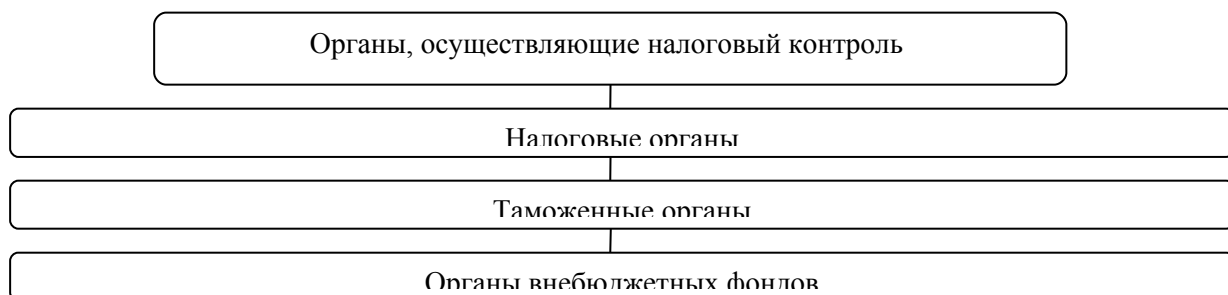 Органы, осуществляющие налоговый контроль
Налоговые органы
Таможенные органы
Органы внебюджетных фондов